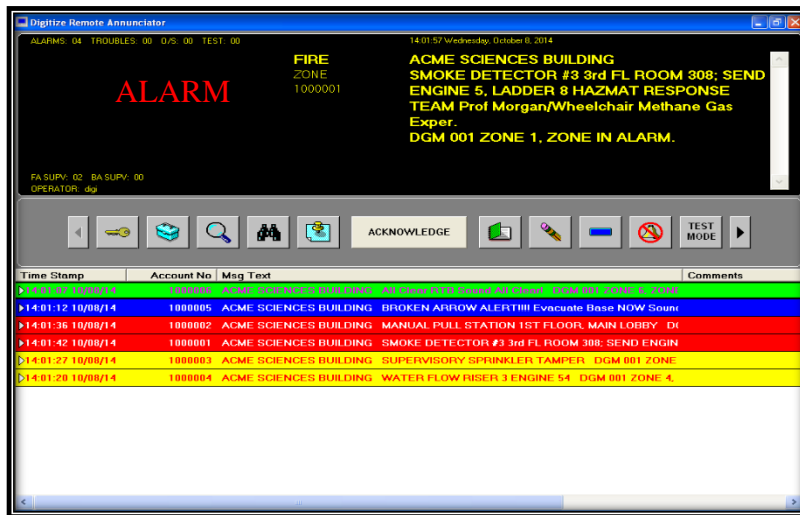 Digitize Remote Annunciator
ALARMS: 04 TROUBLES: 00 O/S: 00 TEST: 00
14:01:57 Wednesday, October 8, 2014
ALARM
FIRE
ZONE
1000001
ACME SCIENCES BUILDING
SMOKE DETECTOR #3 3rd FL ROOM 308; SEND
ENGINE 5, LADDER 8 HAZMAT RESPONSE
TEAM Prof Morgan/Wheelchair Methane Gas
Exper.
DGM 001 ZONE 1, ZONE IN ALARM.
FA SUPV: 02 BA SUPV: 00
OPERATOR: digi
ACKNOWLEDGE
TEST
MODE
Time Stamp Account No Msg Text Comments
14:01:07 10/08/14 1000006 ACME SCIENCES BUILDING All Clear RTB Sound All Clear! DGM 001 ZONE 6, ZONE
14:01:12 10/08/14 1000005 ACME SCIENCES BUILDING BROKEN ARROW ALERT!!!! Evacuate Base NOW Soun
14:01:36 10/08/14 1000002 ACME SCIENCES BUILDING MANUAL PULL STATION 1ST FLOOR, MAIN LOBBY D
14:01:42 10/08/14 1000001 ACME SCIENCES BUILDING SMOKE DETECTOR #3 3rd FL ROOM 308; SEND ENGIN
14:01:27 10/08/14 1000003 ACME SCIENCES BUILDING SUPERVISORY SPRINKLER TAMPER DGM 001 ZONE
14:01:20 10/08/14 1000004 ACME SCIENCES BUILDING WATER FLOW RISER 3 ENGINE 54 DGM 001 ZONE 4,